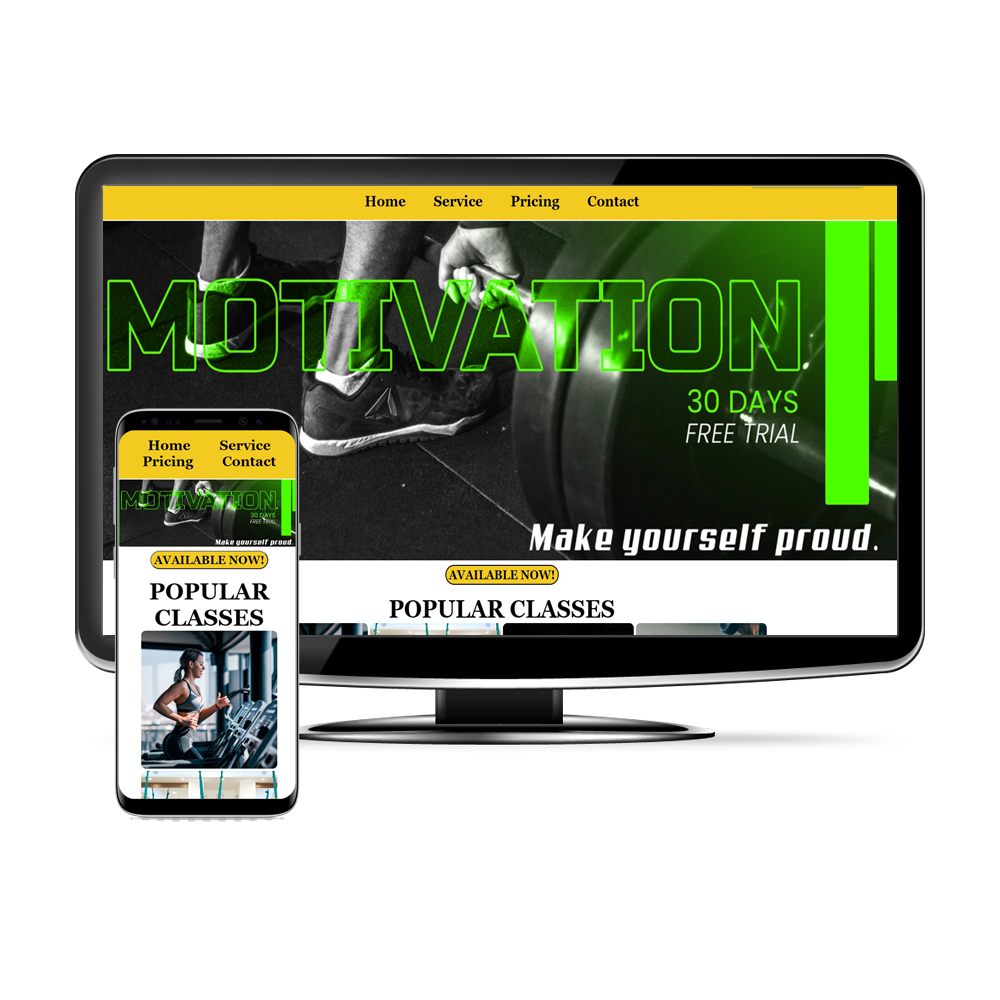 Home Service Pricing Contact
MOTIVATION
30 DAYS
FREE TRIAL
Make yourself proud.
AVAILABLE NOW!
POPULAR CLASSES
Home Service
Pricing Contact
MOTIVATION
30 DAYS
FREE TRIAL
Make yourself proud.
AVAILABLE NOW!
POPULAR
CLASSES